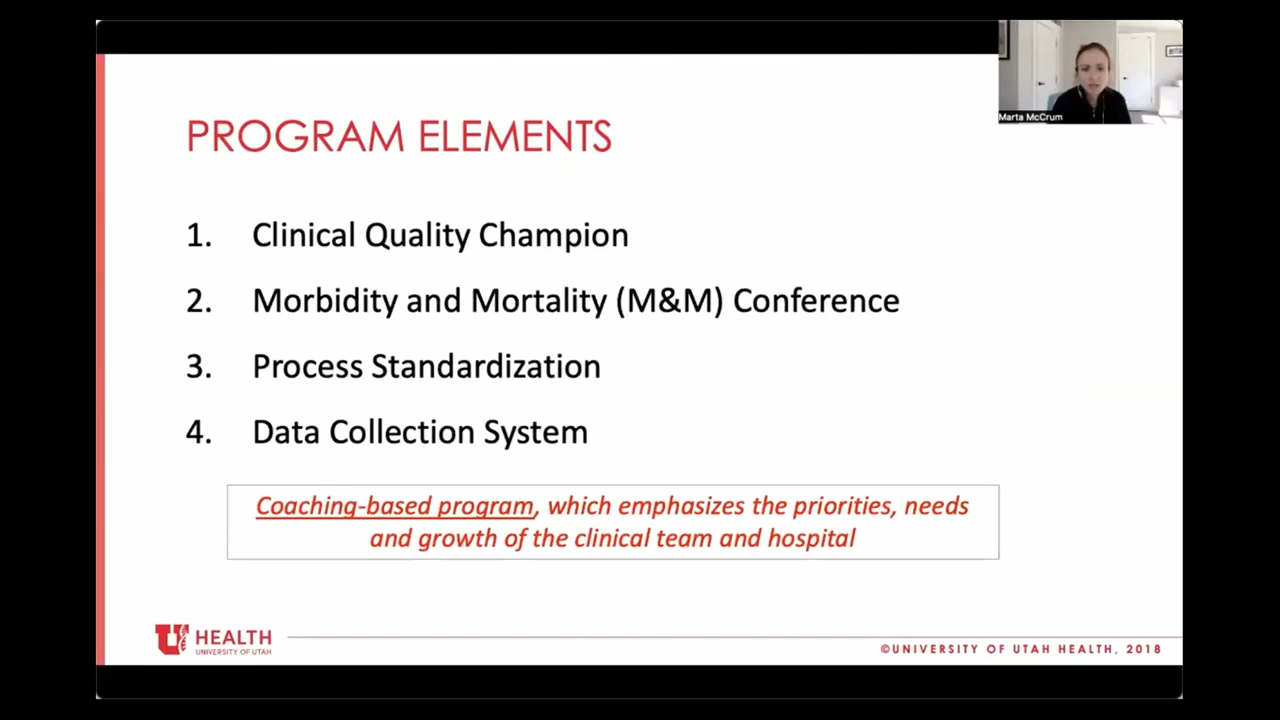 Marta McCrum
PROGRAM ELEMENTS
1. Clinical Quality Champion
2. Morbidity and Mortality (M&M) Conference
3. Process Standardization
4. Data Collection System
Coaching-based program, which emphasizes the priorities, needs
and growth of the clinical team and hospital
U HEALTH
UNIVERSITY OF UTAH
©UNIVERSITY OF UTAH HEALTH, 2018